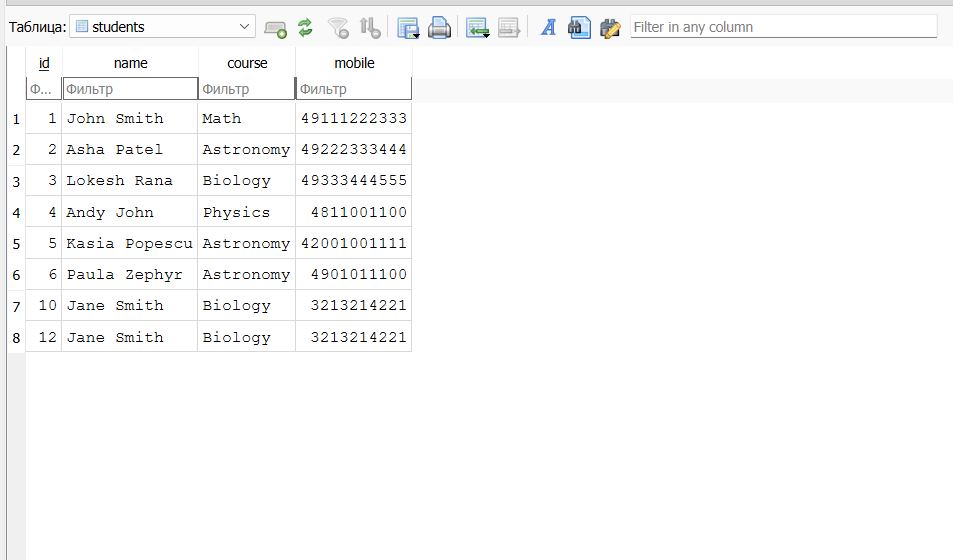 Таблица: students Filter in any column
id name course mobile
Ф... Фильтр Фильтр Фильтр
1 1 John Smith Math 49111222333
2 2 Asha Patel Astronomy 49222333444
3 3 Lokesh Rana Biology 49333444555
4 4 Andy John Physics 4811001100
5 5 Kasia Popescu Astronomy 42001001111
6 6 Paula Zephyr Astronomy 4901011100
7 10 Jane Smith Biology 3213214221
8 12 Jane Smith Biology 3213214221